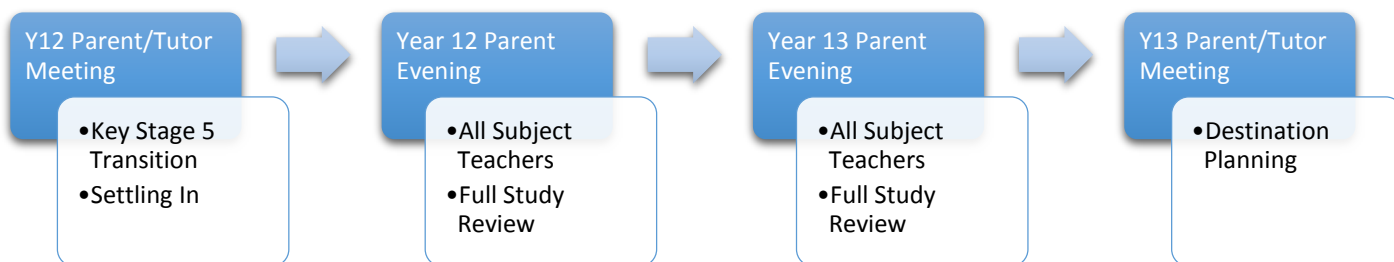 Y12 Parent/Tutor
Meeting
•Key Stage 5
Transition
•Settling In
Year 12 Parent
Evening
•All Subject
Teachers
•Full Study
Review
Year 13 Parent
Evening
•All Subject
Teachers
•Full Study
Review
Y13 Parent/Tutor
Meeting
•Destination
Planning